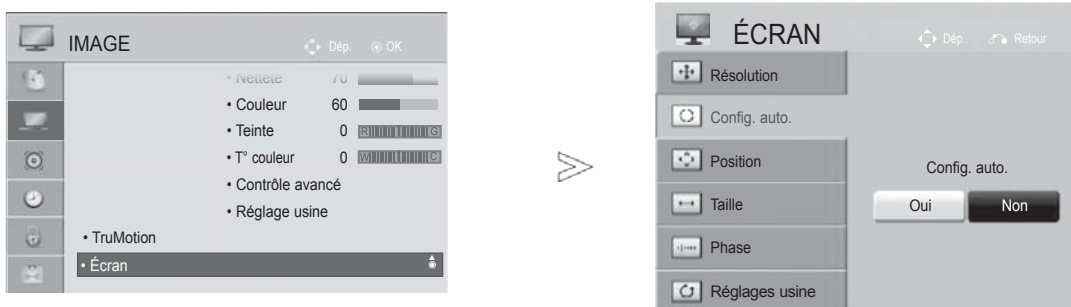 IMAGE
Dép. OK
• Netteté 70
• Couleur 60
• Teinte 0 R G
• T° couleur 0 W C
• Contrôle avancé
• Réglage usine
• TruMotion
• Écran
ÉCRAN
Dép. Retour
Résolution
Config. auto.
Position
Taille
Phase
Réglages usine
Config. auto.
Oui Non